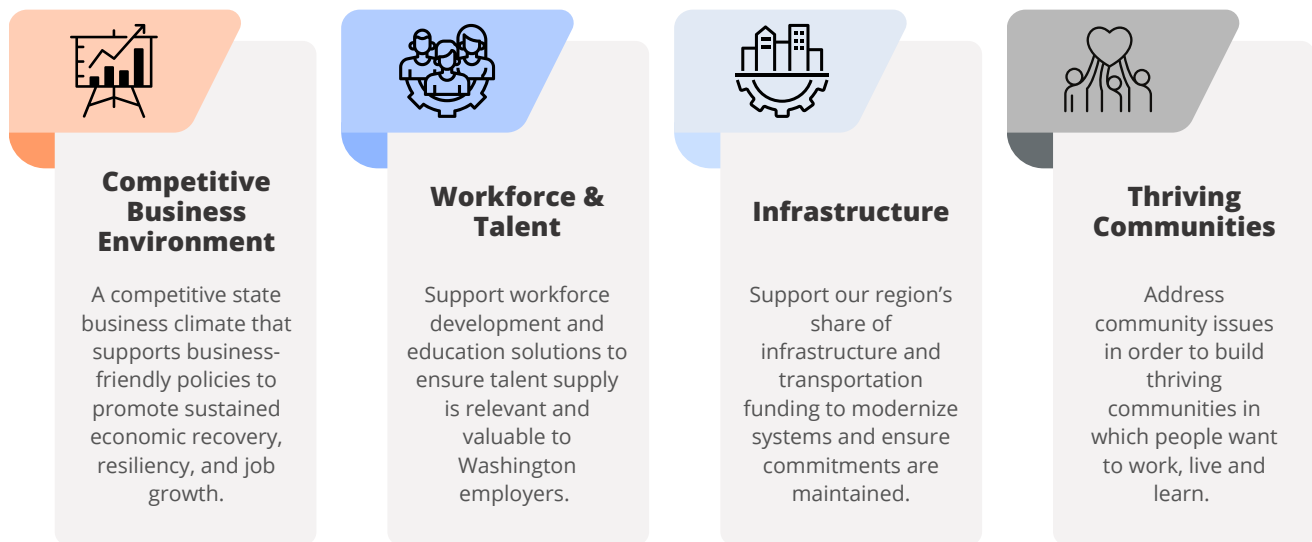 Competitive
Business
Environment
A competitive state
business climate that
supports business-
friendly policies to
promote sustained
economic recovery,
resiliency, and job
growth.
Workforce &
Talent
Support workforce
development and
education solutions to
ensure talent supply
is relevant and
valuable to
Washington
employers.
Infrastructure
Support our region’s
share of
infrastructure and
transportation
funding to modernize
systems and ensure
commitments are
maintained.
Thriving
Communities
Address
community issues
in order to build
thriving
communities in
which people want
to work, live and
learn.